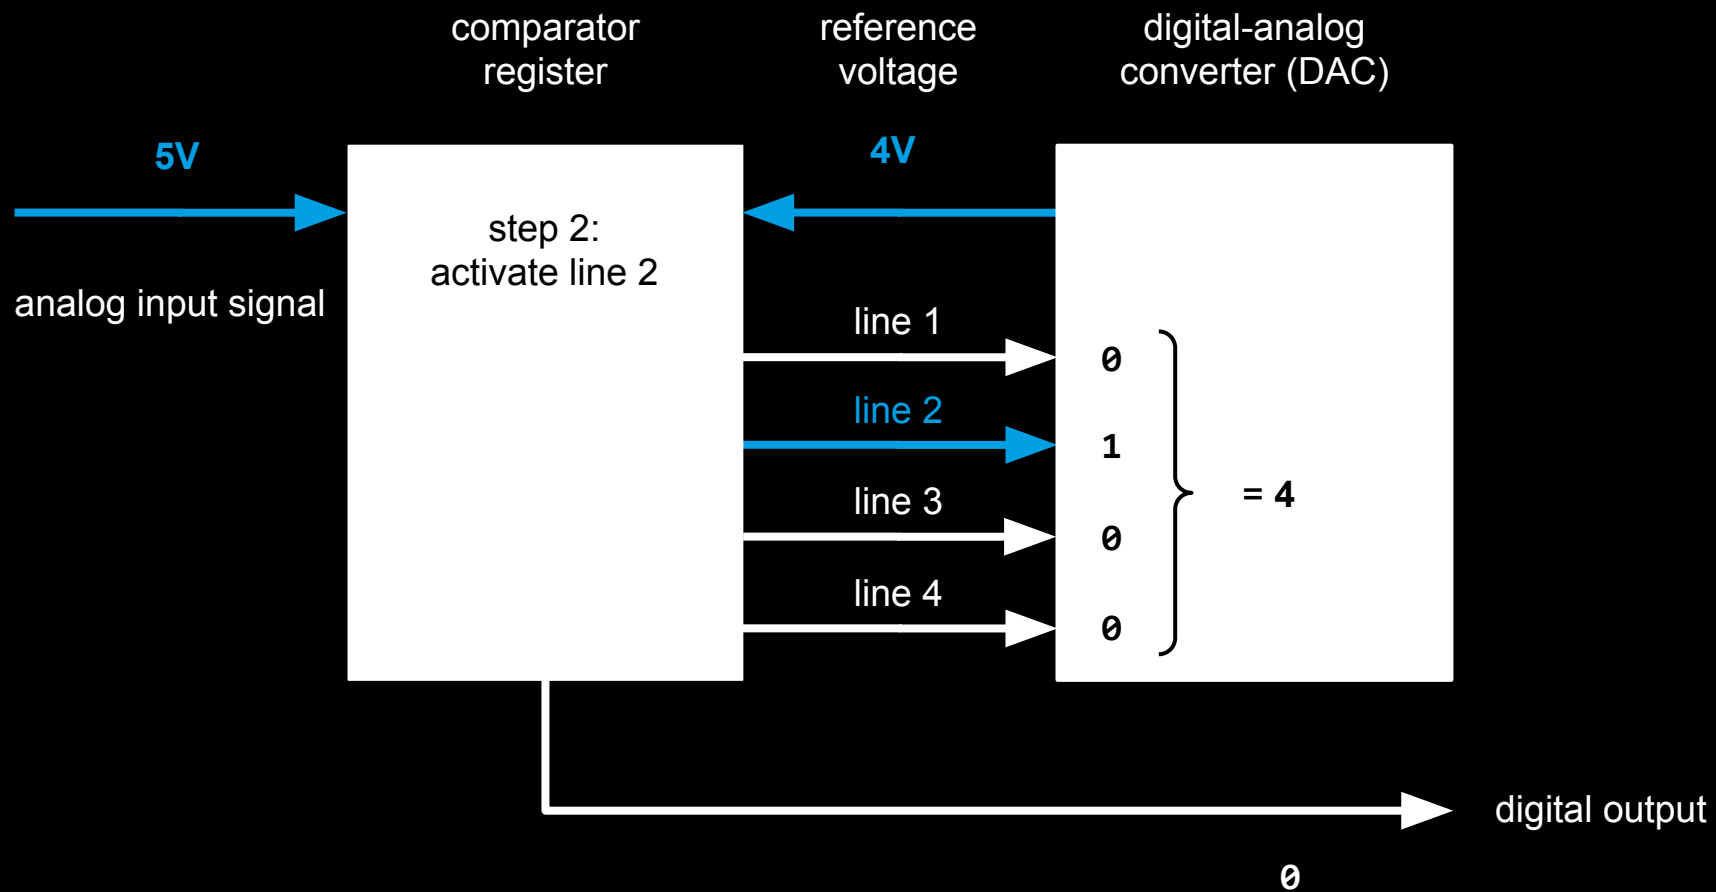 comparator
register
reference
voltage
digital-analog
converter (DAC)
5V
4V
step 2:
activate line 2
analog input signal
line 1
0
line 2
1
line 3
= 4
0
line 4
0
digital output
0